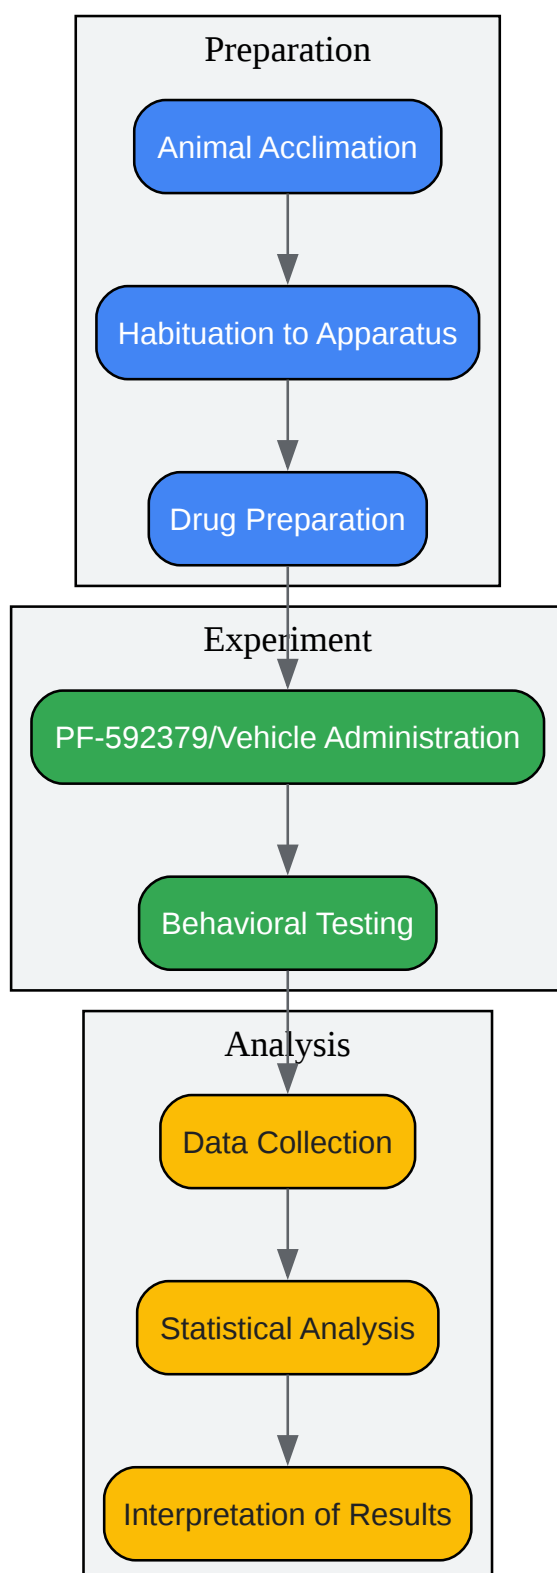 Preparation
Animal Acclimation
Habituation to Apparatus
Drug Preparation
Experiment
PF-592379/Vehicle Administration
Behavioral Testing
Analysis
Data Collection
Statistical Analysis
Interpretation of Results